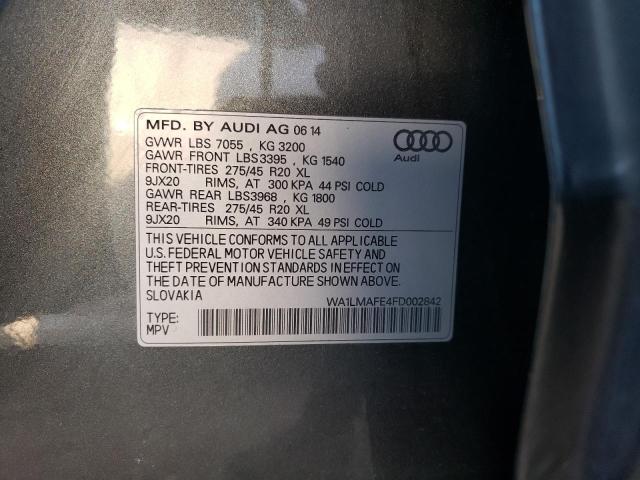 MFD. BY AUDI AG 06 14
GVWR LBS 7055 , KG 3200
GAWR FRONT LBS3395 , KG 1540
FRONT-TIRES 275/45 R20 XL
9JX20 RIMS, AT 300 KPA 44 PSI COLD
GAWR REAR LBS3968 , KG 1800
REAR-TIRES 275/45 R20 XL
9JX20 RIMS, AT 340 KPA 49 PSI COLD
Audi
THIS VEHICLE CONFORMS TO ALL APPLICABLE
U.S. FEDERAL MOTOR VEHICLE SAFETY AND
THEFT PREVENTION STANDARDS IN EFFECT ON
THE DATE OF MANUFACTURE SHOWN ABOVE.
SLOVAKIA
WA1LMAFE4FD002842
TYPE:
MPV